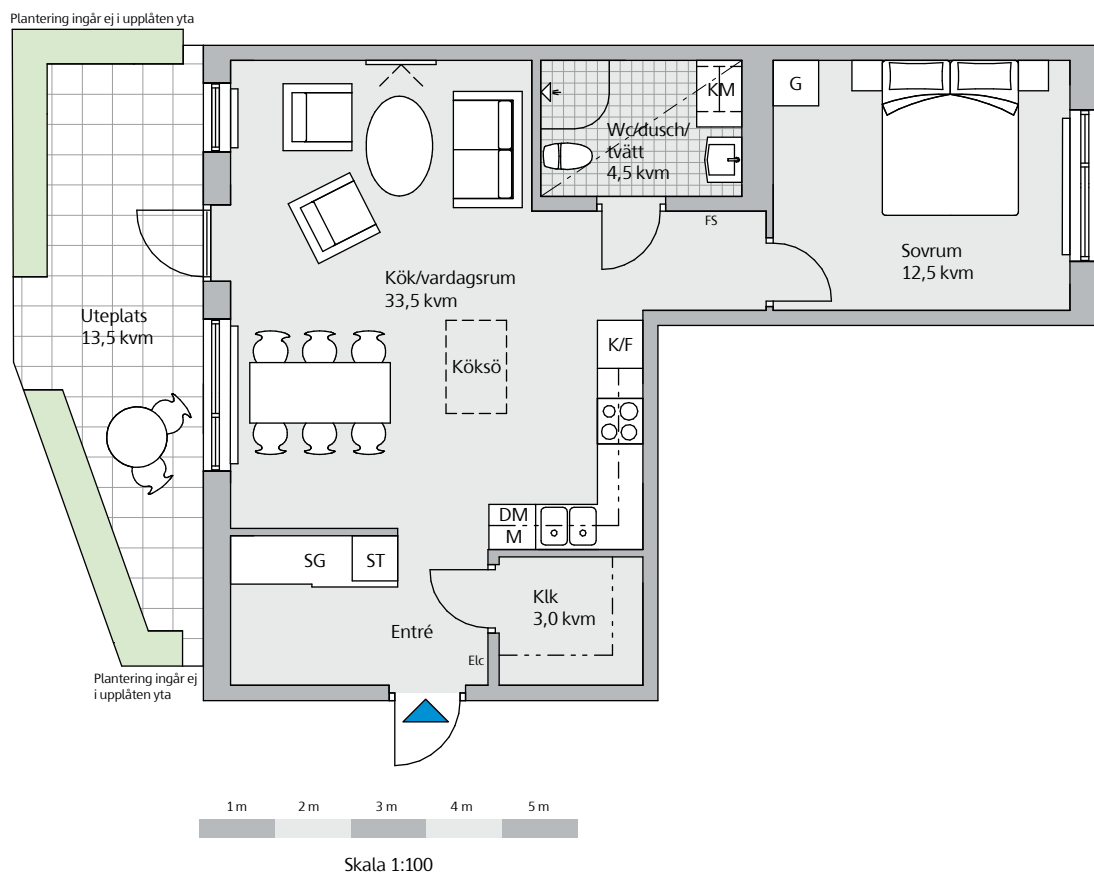 Plantering ingår ej i upplåten yta
KM
G
Wc/dusch/
tvätt
4,5 kvm
FS
Sovrum
12,5 kvm
Kök/vardagsrum
33,5 kvm
Uteplats
13,5 kvm
K/F
Köksö
DM
M
SG
ST
Klk
3,0 kvm
Entré
Elc
Plantering ingår ej
i upplåten yta
1 m
2 m
3 m
4 m
5 m
Skala 1:100